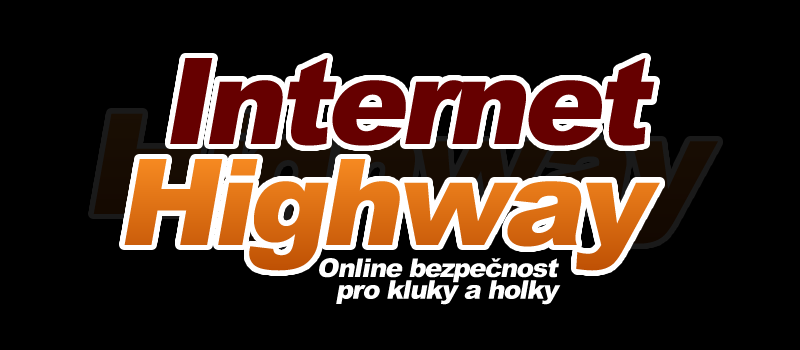 Internet
Highway
Online bezpečnost
pro kluky a holky